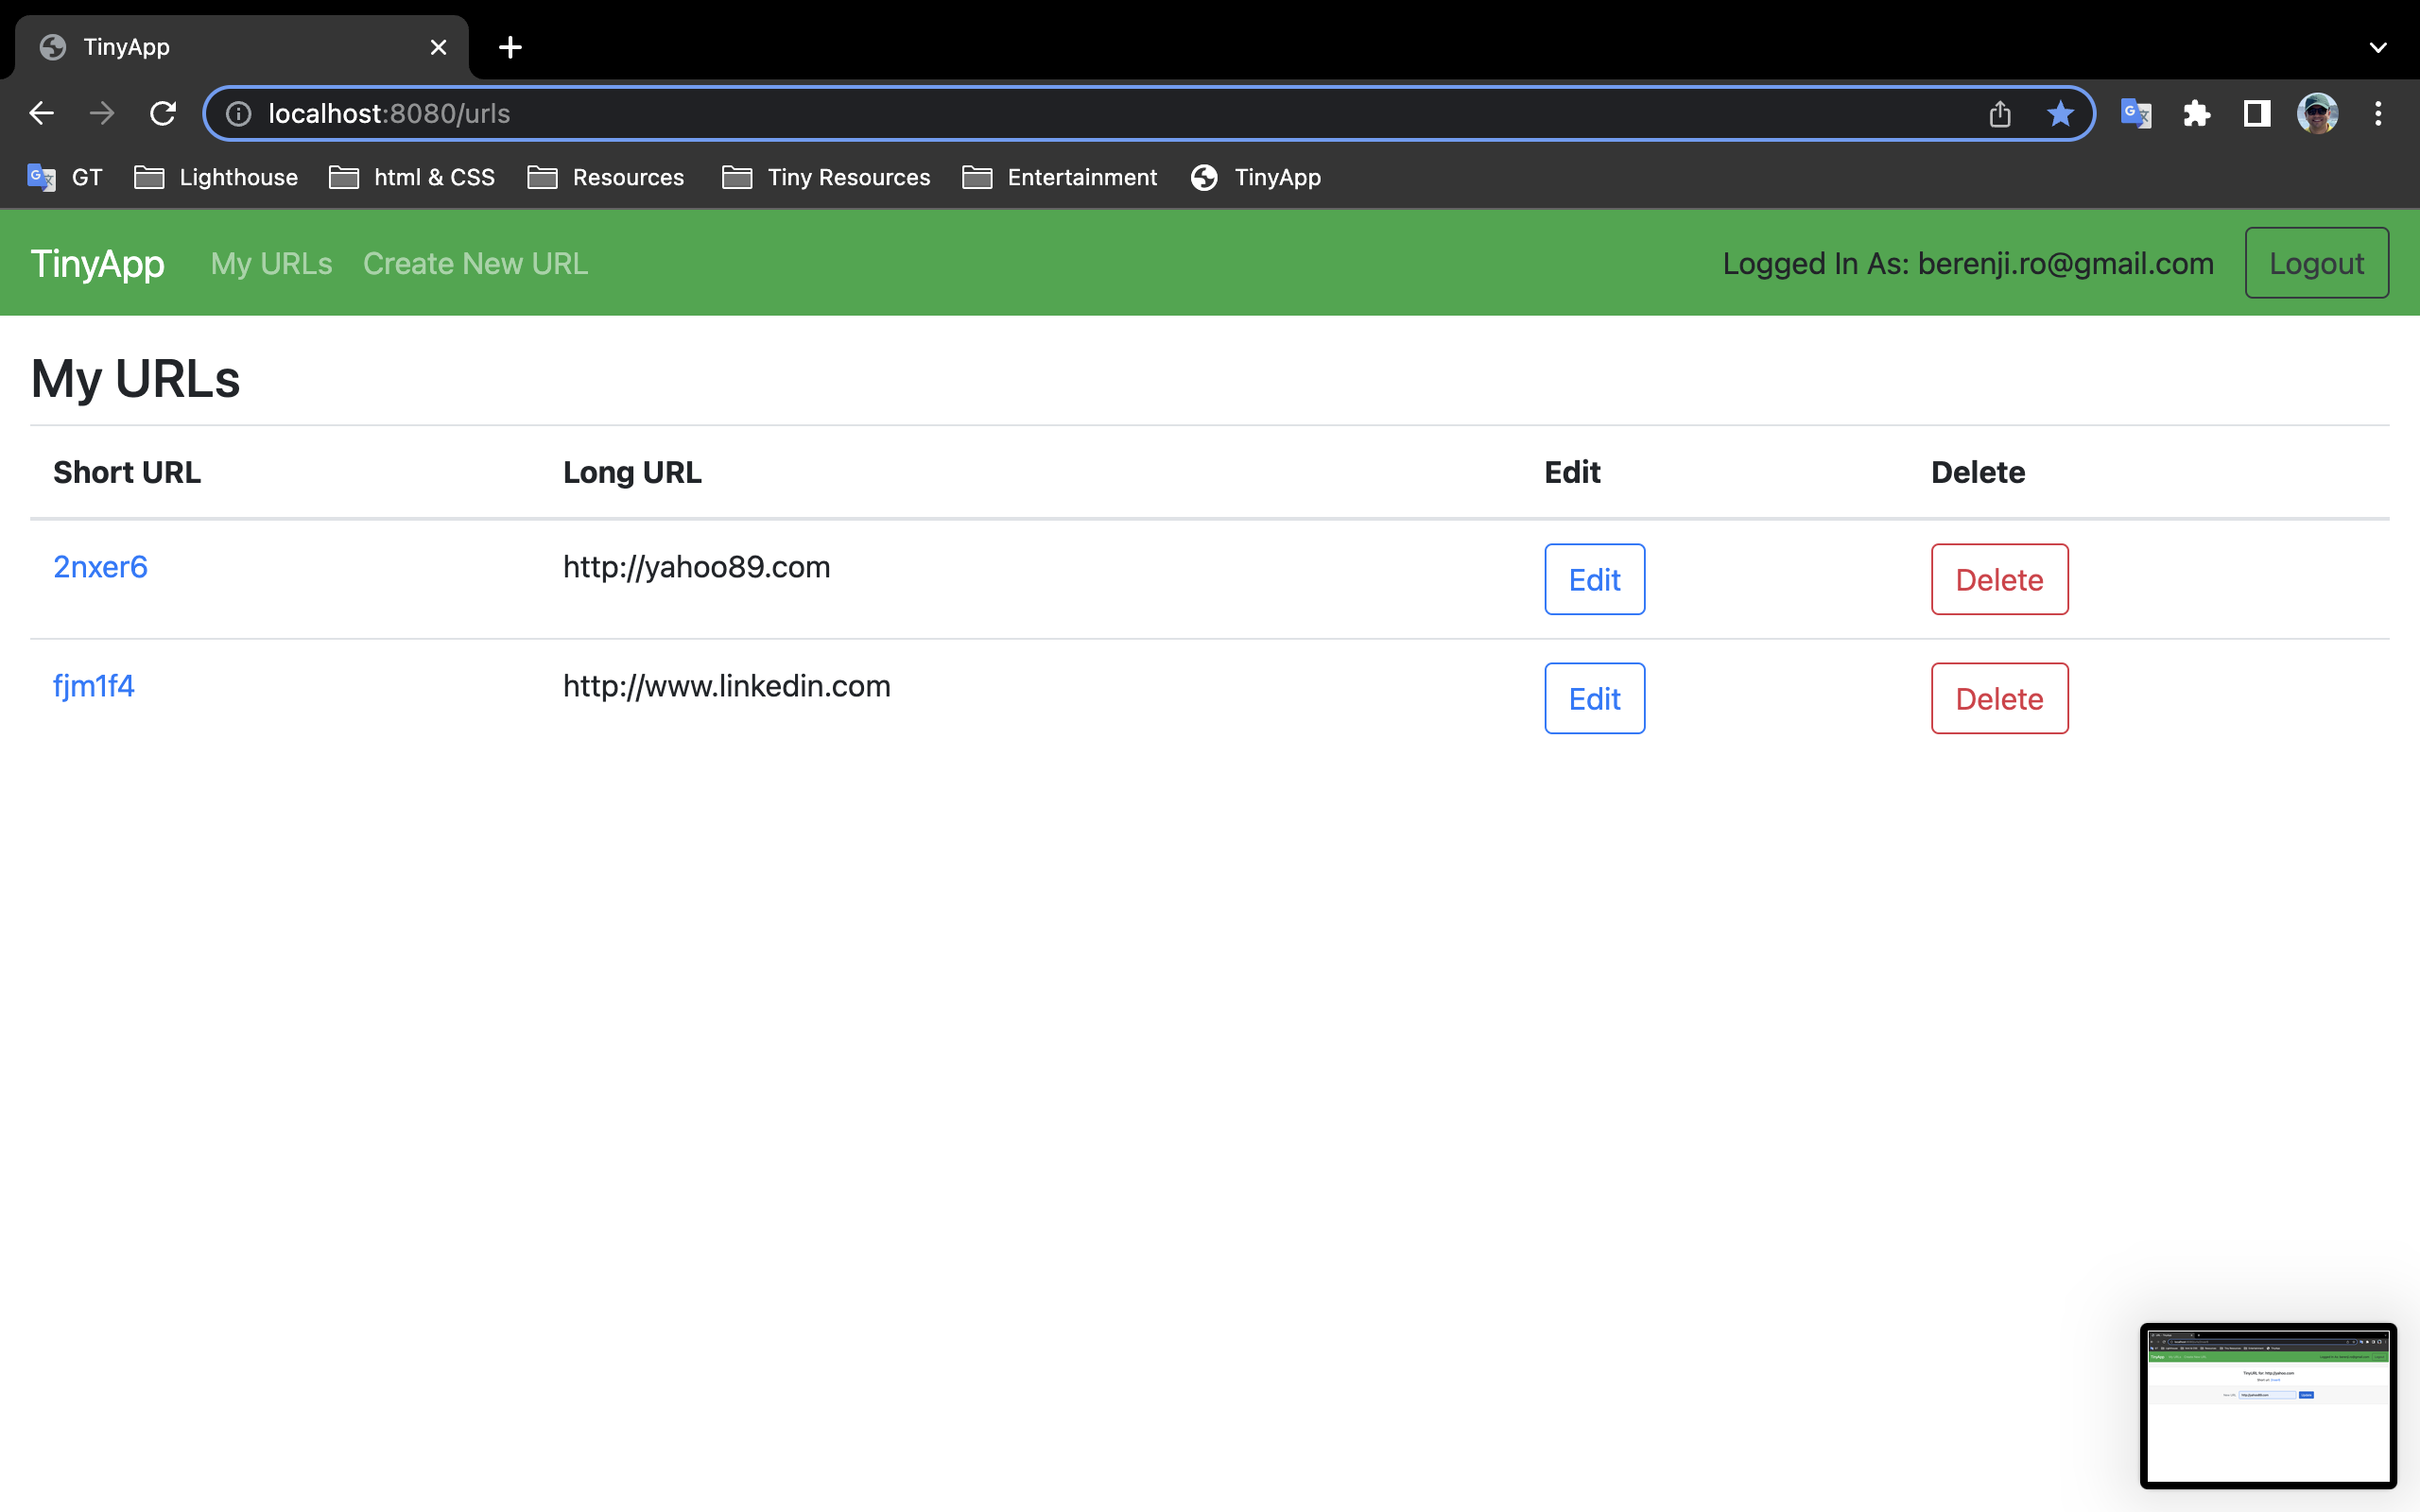 TinyApp
localhost:8080/urls
GT Lighthouse html & CSS Resources Tiny Resources Entertainment TinyApp
TinyApp My URLs Create New URL Logged In As: berenji.ro@gmail.com Logout
My URLs
Short URL Long URL Edit Delete
2nxer6 http://yahoo89.com Edit Delete
fjm1f4 http://www.linkedin.com Edit Delete